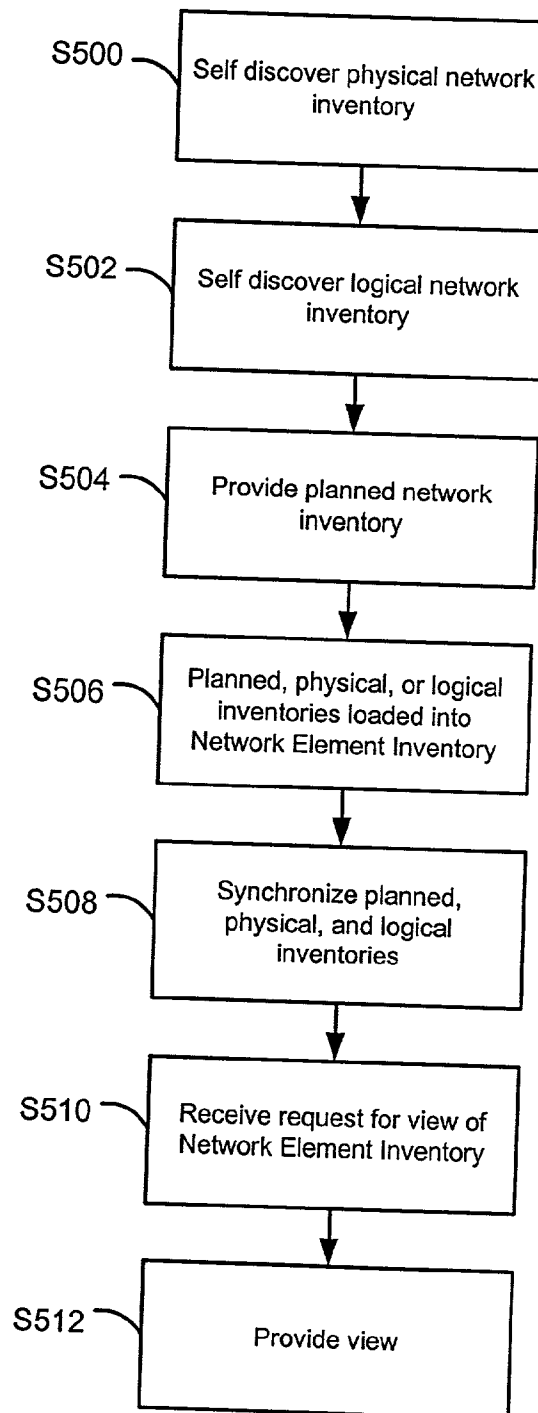 S500
Self discover physical network
inventory
S502
Self discover logical network
inventory
S504
Provide planned network
inventory
S506
Planned, physical, or logical
inventories loaded into
Network Element Inventory
S508
Synchronize planned,
physical, and logical
inventories
S510
Receive request for view of
Network Element Inventory
S512
Provide view